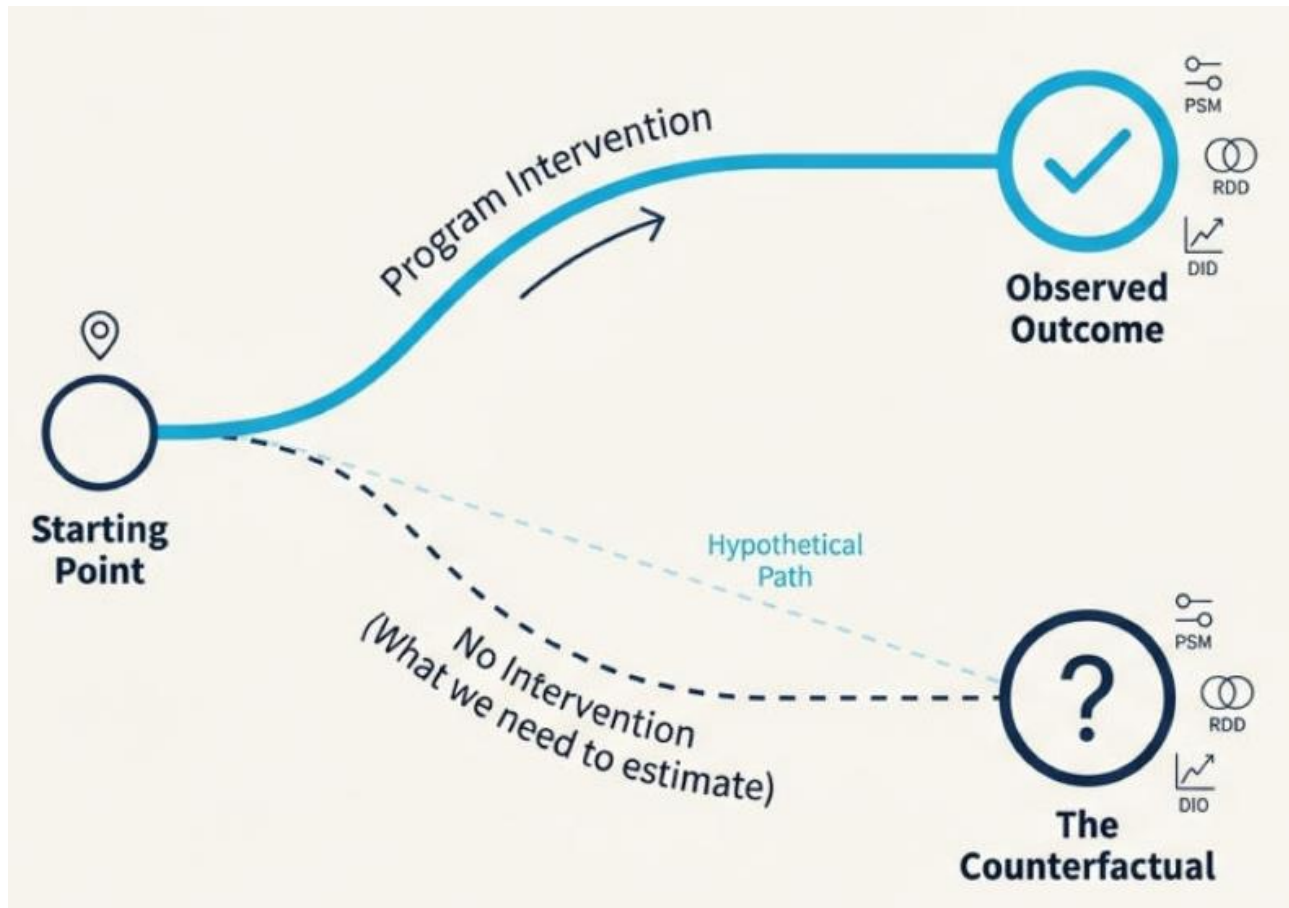 Program Intervention
PSM
RDD
DID
Observed
Outcome
Starting
Point
Hypothetical
Path
No Intervention
(What we need to estimate)
PSM
RDD
DIO
The
Counterfactual